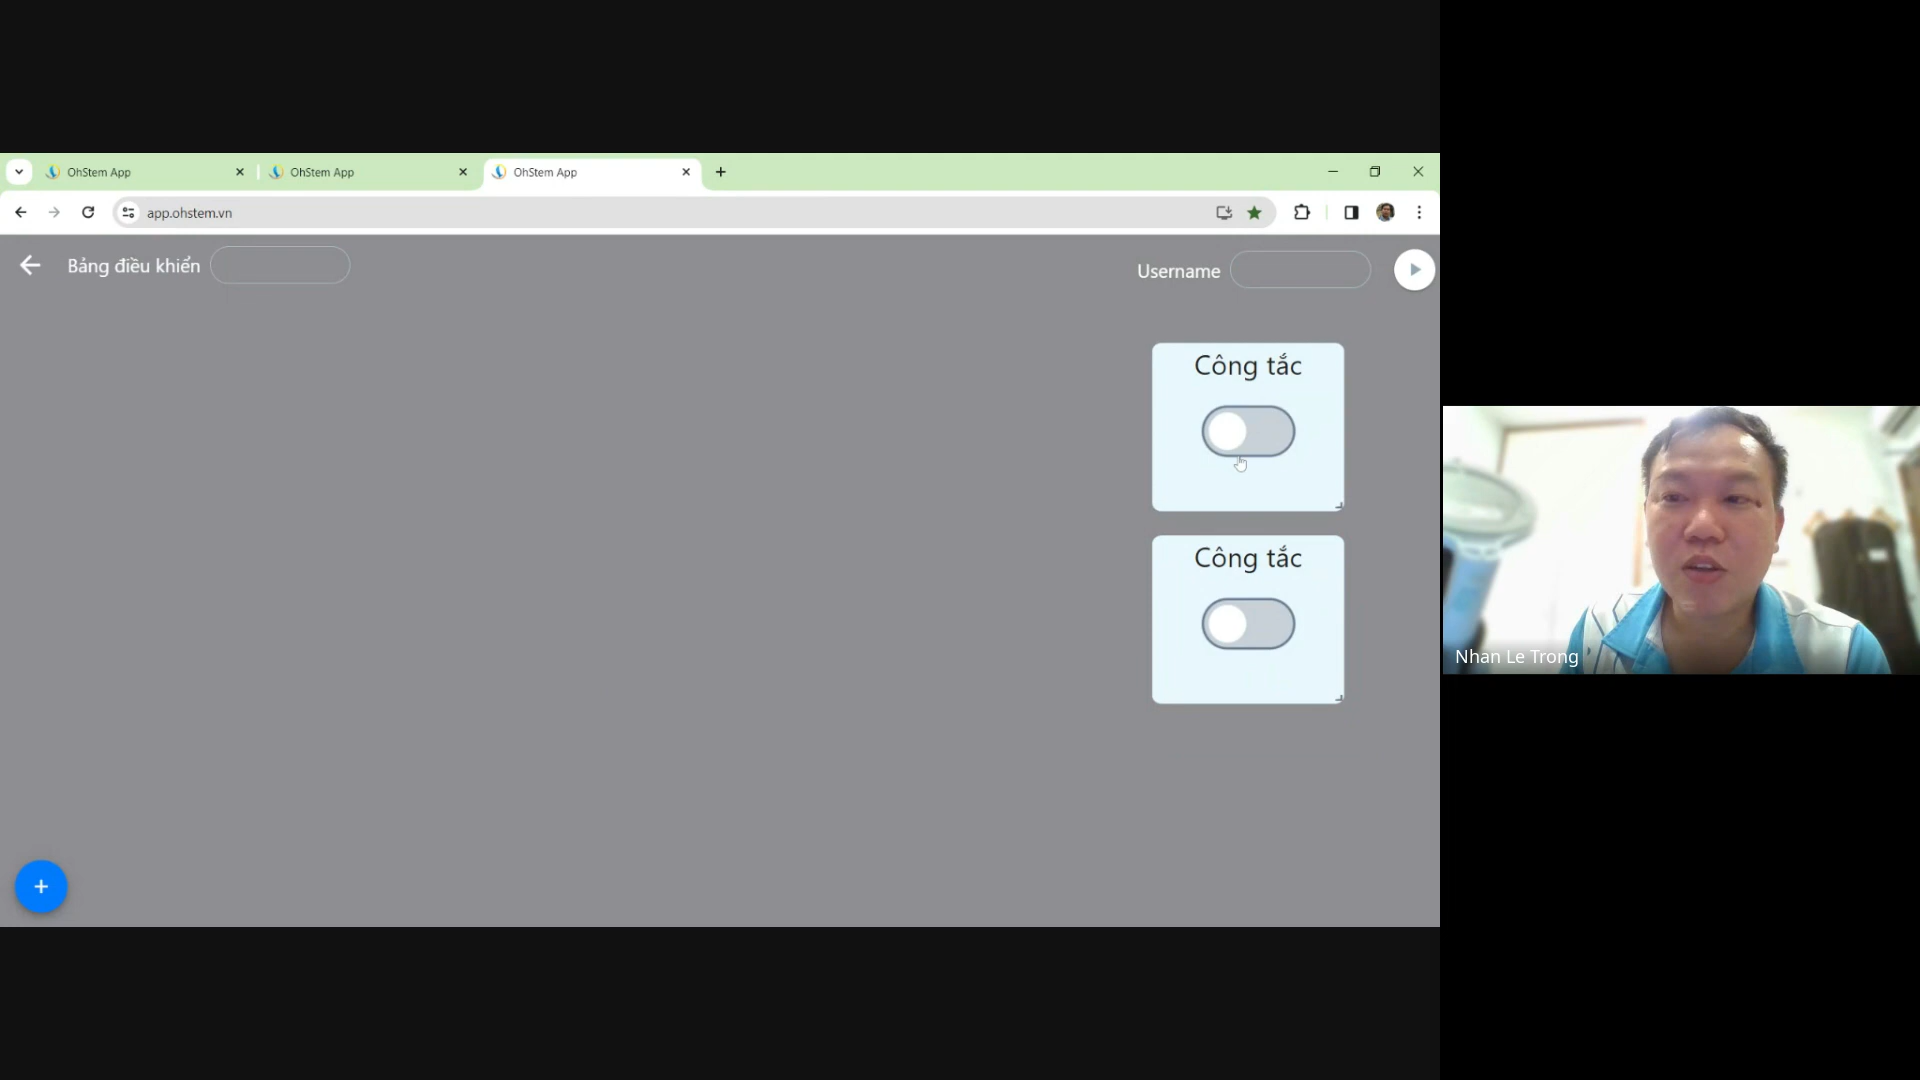 OhStem App
OhStem App
OhStem App
app.ohstem.vn
Bảng điều khiển
Username
Công tắc
Công tắc
Nhan Le Trong